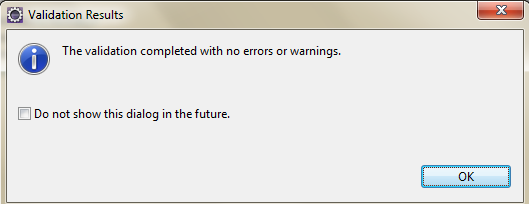 Validation Results
The validation completed with no errors or warnings.
Do not show this dialog in the future.
OK